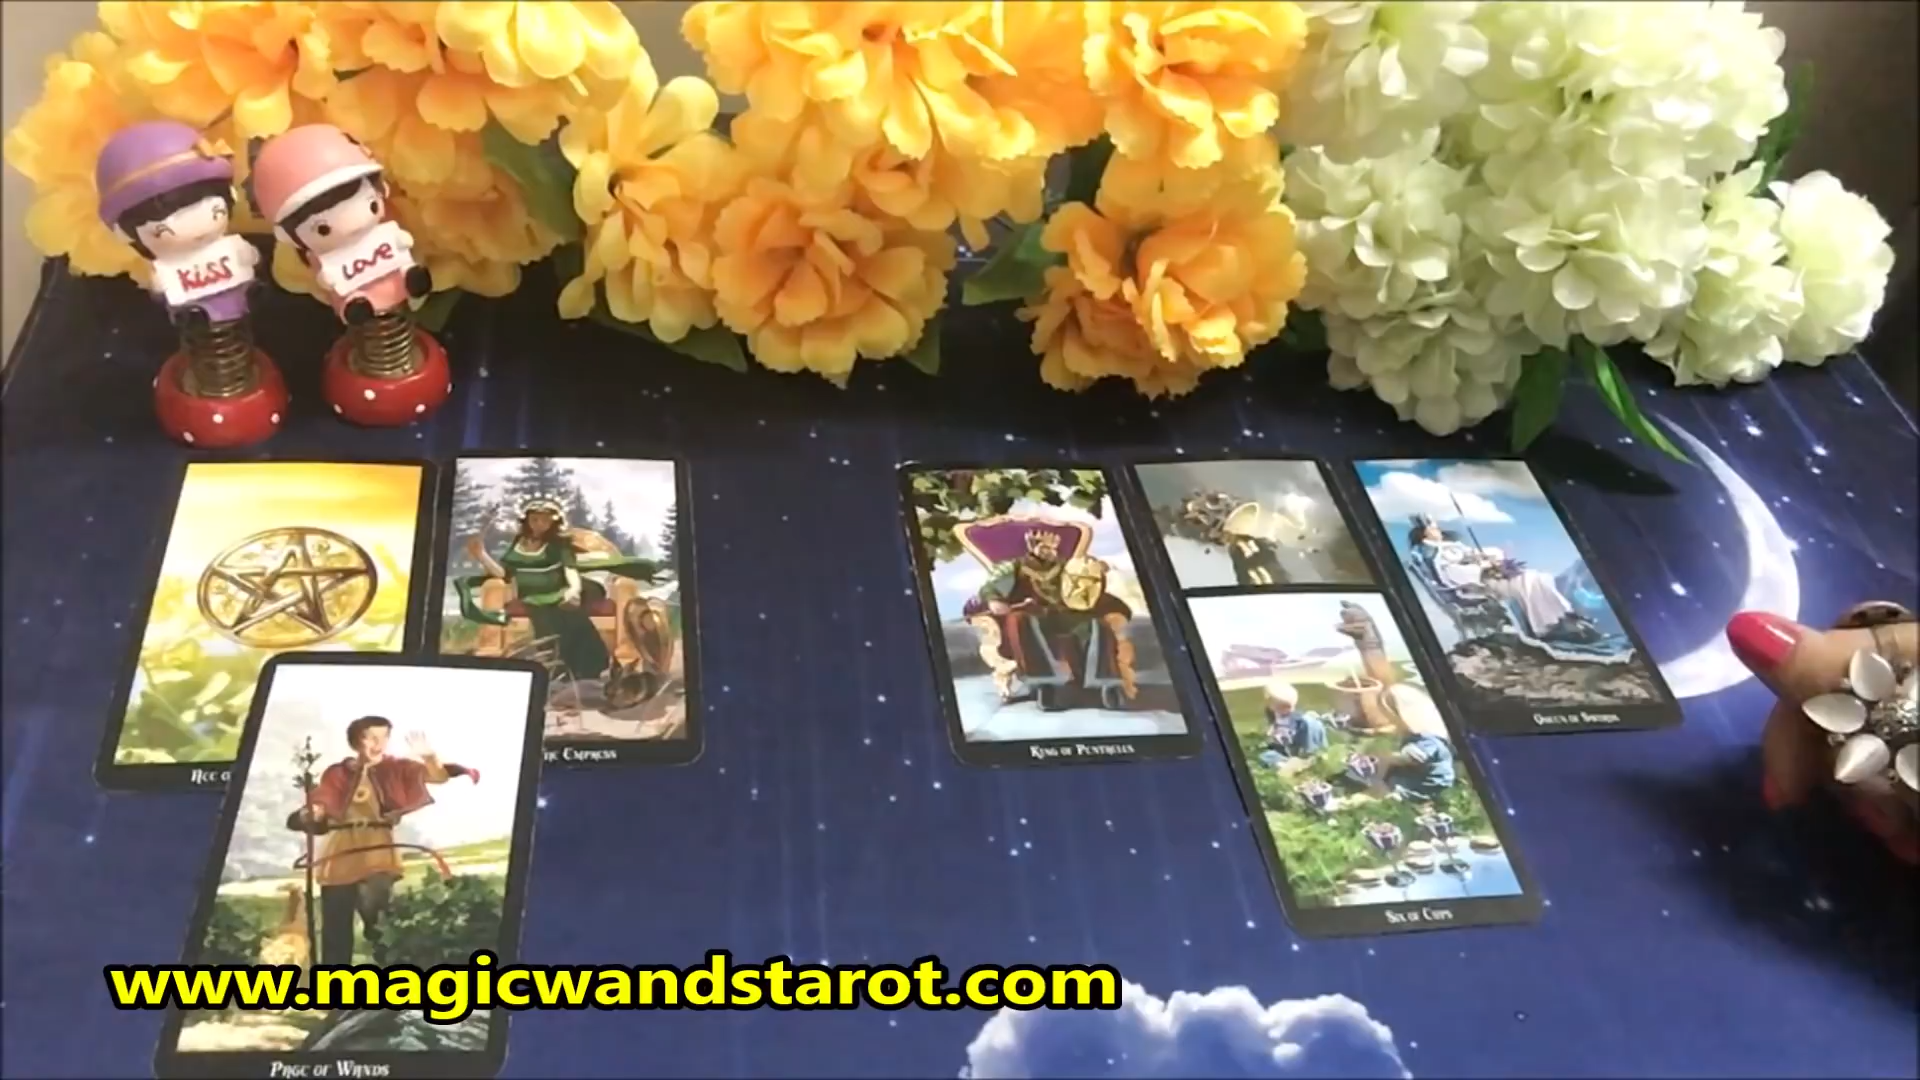 KISS
Love
THE EMPRESS
KING OF PENTACLES
QUEEN OF SWORDS
ACE O
SIX OF CUPS
www.magicwandstarot.com
PAGE OF WANDS